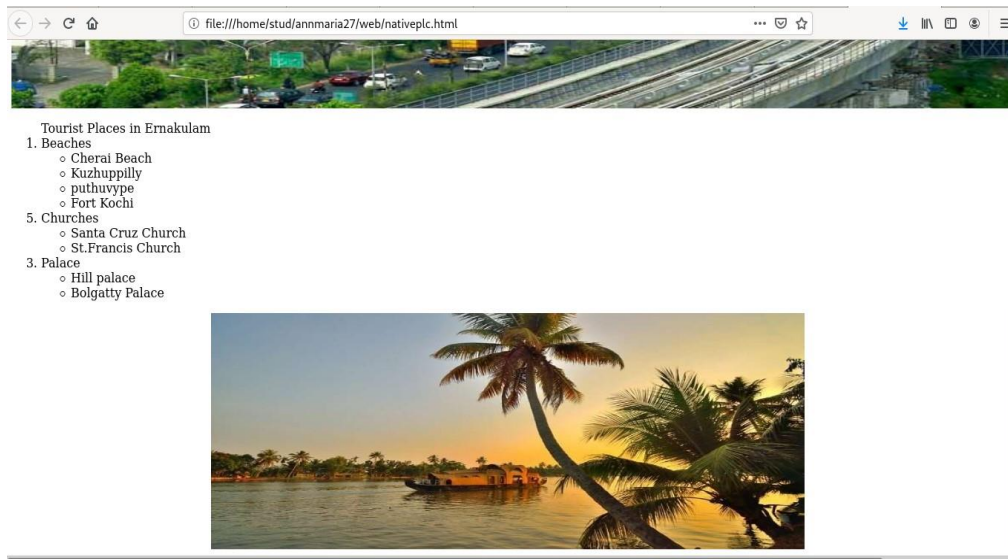 file:///home/stud/annmaria27/web/nativeplc.html
Tourist Places in Ernakulam
1. Beaches
◦ Cherai Beach
◦ Kuzhuppilly
◦ puthuvype
◦ Fort Kochi
5. Churches
◦ Santa Cruz Church
◦ St.Francis Church
3. Palace
◦ Hill palace
◦ Bolgatty Palace